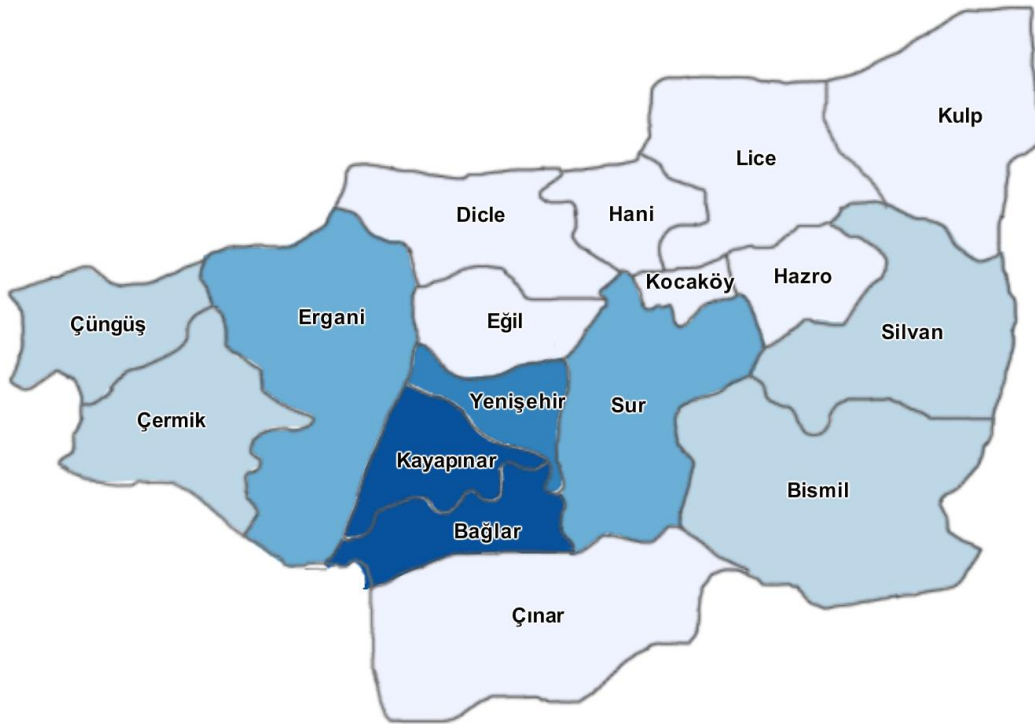 Kulp
Lice
Dicle
Hani
Kocaköy
Hazro
Çüngüş
Ergani
Eğil
Silvan
Çermik
Yenişehir
Sur
Kayapınar
Bismil
Bağlar
Çınar